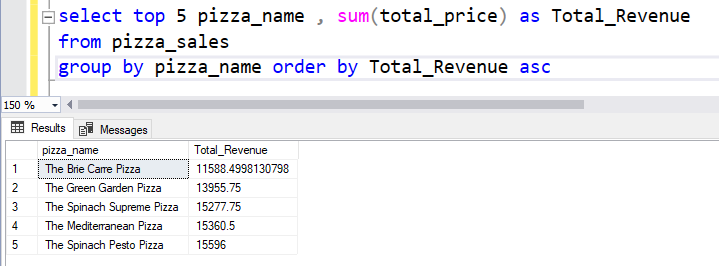 select top 5 pizza_name , sum(total_price) as Total_Revenue
from pizza_sales
group by pizza_name order by Total_Revenue asc
150 %
Results Messages
pizza_name Total_Revenue
1 The Brie Carre Pizza 11588.4998130798
2 The Green Garden Pizza 13955.75
3 The Spinach Supreme Pizza 15277.75
4 The Mediterranean Pizza 15360.5
5 The Spinach Pesto Pizza 15596